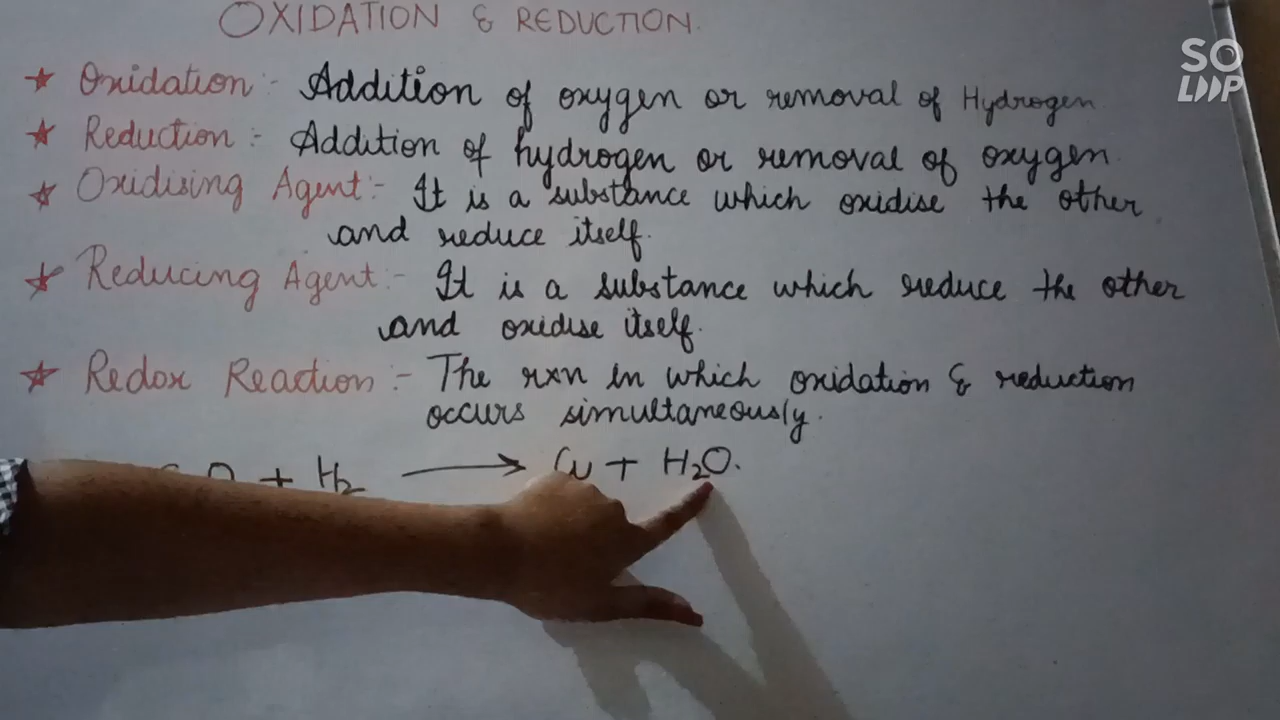 OXIDATION & REDUCTION.
SO
LOOP
★ Oxidation :- Addition of oxygen or removal of Hydrogen
★ Reduction :- Addition of hydrogen or removal of oxygen.
★ Oxidising Agent :- It is a substance which oxidise the other
and reduce itself.
★ Reducing Agent :- It is a substance which reduce the other
and oxidise itself.
★ Redox Reaction :- The rxn in which oxidation & reduction
occurs simultaneously.
+ H2 → Cu + H2O.